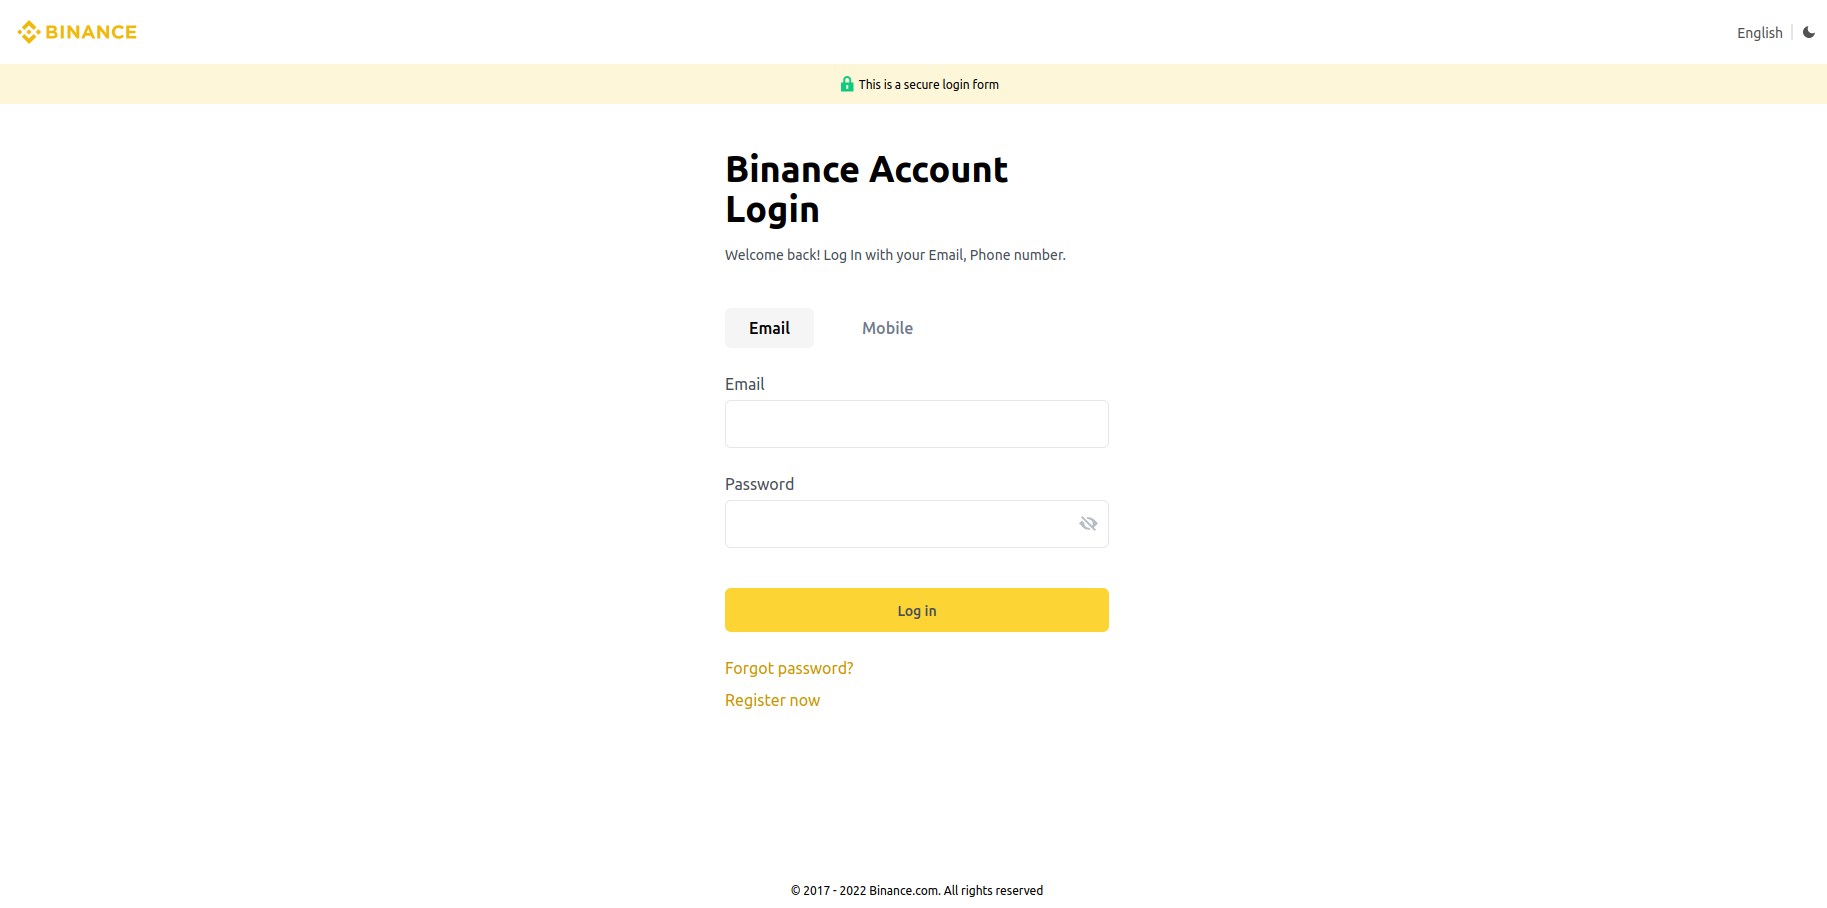 BINANCE
English
This is a secure login form
Binance Account
Login
Welcome back! Log In with your Email, Phone number.
Email
Mobile
Email
Password
Log in
Forgot password?
Register now
© 2017 - 2022 Binance.com. All rights reserved